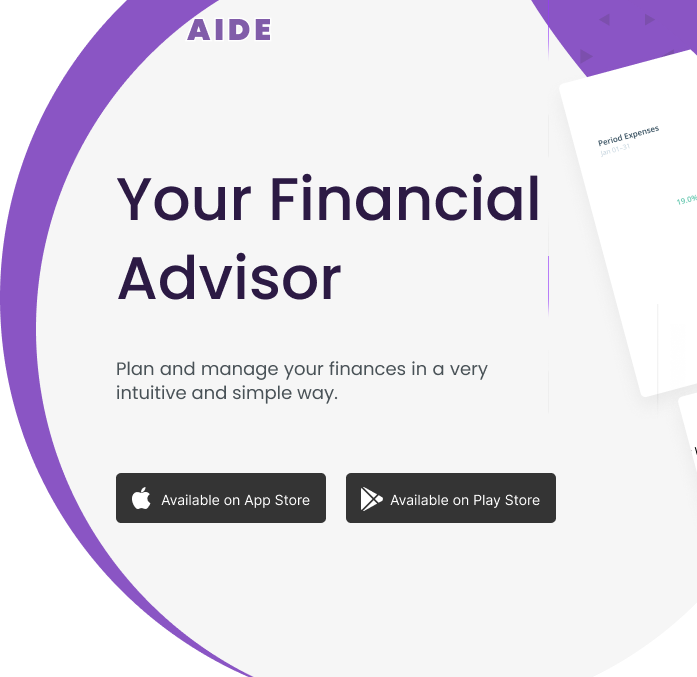 AIDE
Period Expenses
Jan 01-31
19.0%
Your Financial
Advisor
Plan and manage your finances in a very
intuitive and simple way.
Available on App Store
Available on Play Store